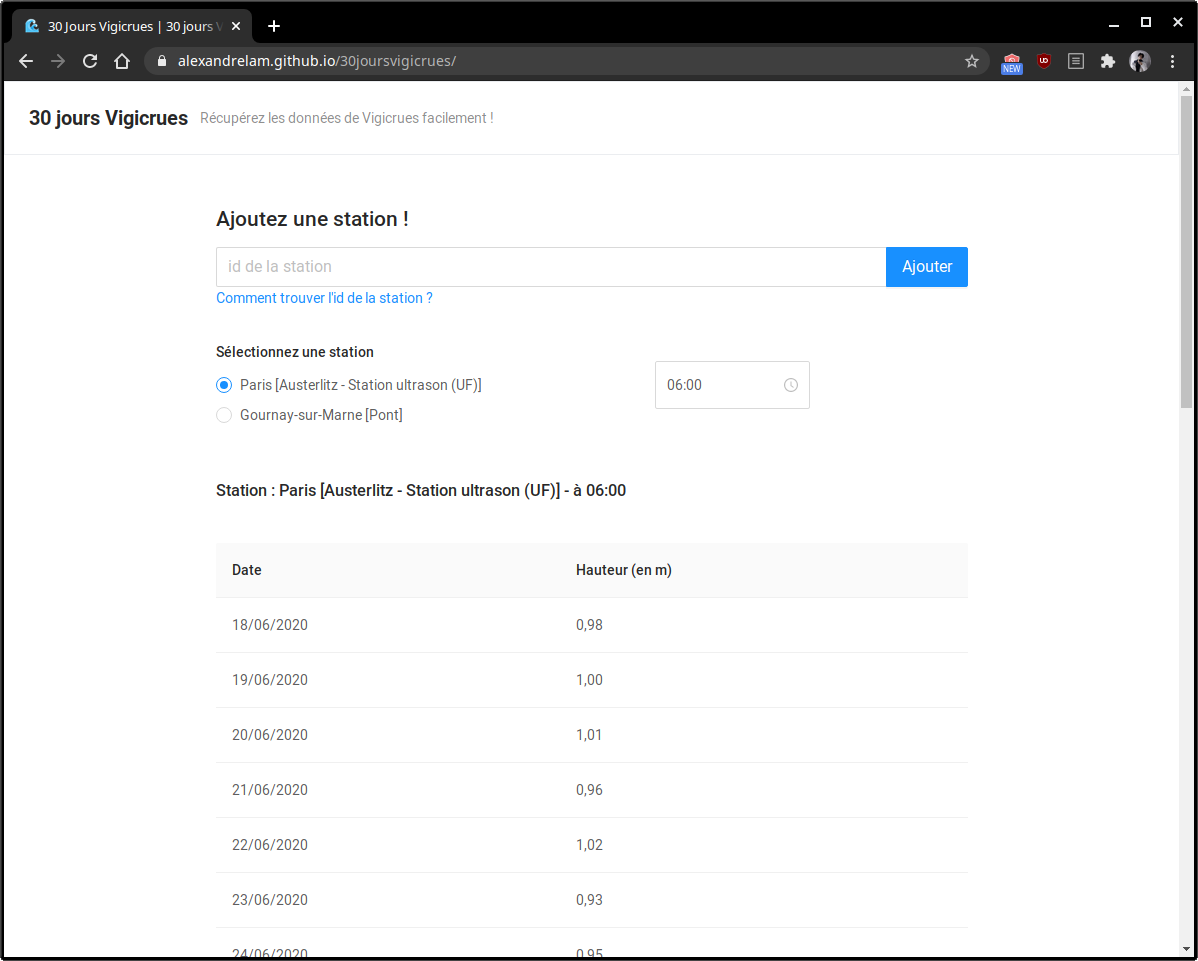 30 Jours Vigicrues | 30 jours
alexandrelam.github.io/30joursvigicrues/
NEW
UD
30 jours Vigicrues Récupérez les données de Vigicrues facilement !
Ajoutez une station !
id de la station Ajouter
Comment trouver l'id de la station ?
Sélectionnez une station
Paris [Austerlitz - Station ultrason (UF)] 06:00
Gournay-sur-Marne [Pont]
Station : Paris [Austerlitz - Station ultrason (UF)] - à 06:00
Date Hauteur (en m)
18/06/2020 0,98
19/06/2020 1,00
20/06/2020 1,01
21/06/2020 0,96
22/06/2020 1,02
23/06/2020 0,93
24/06/2020 0,95